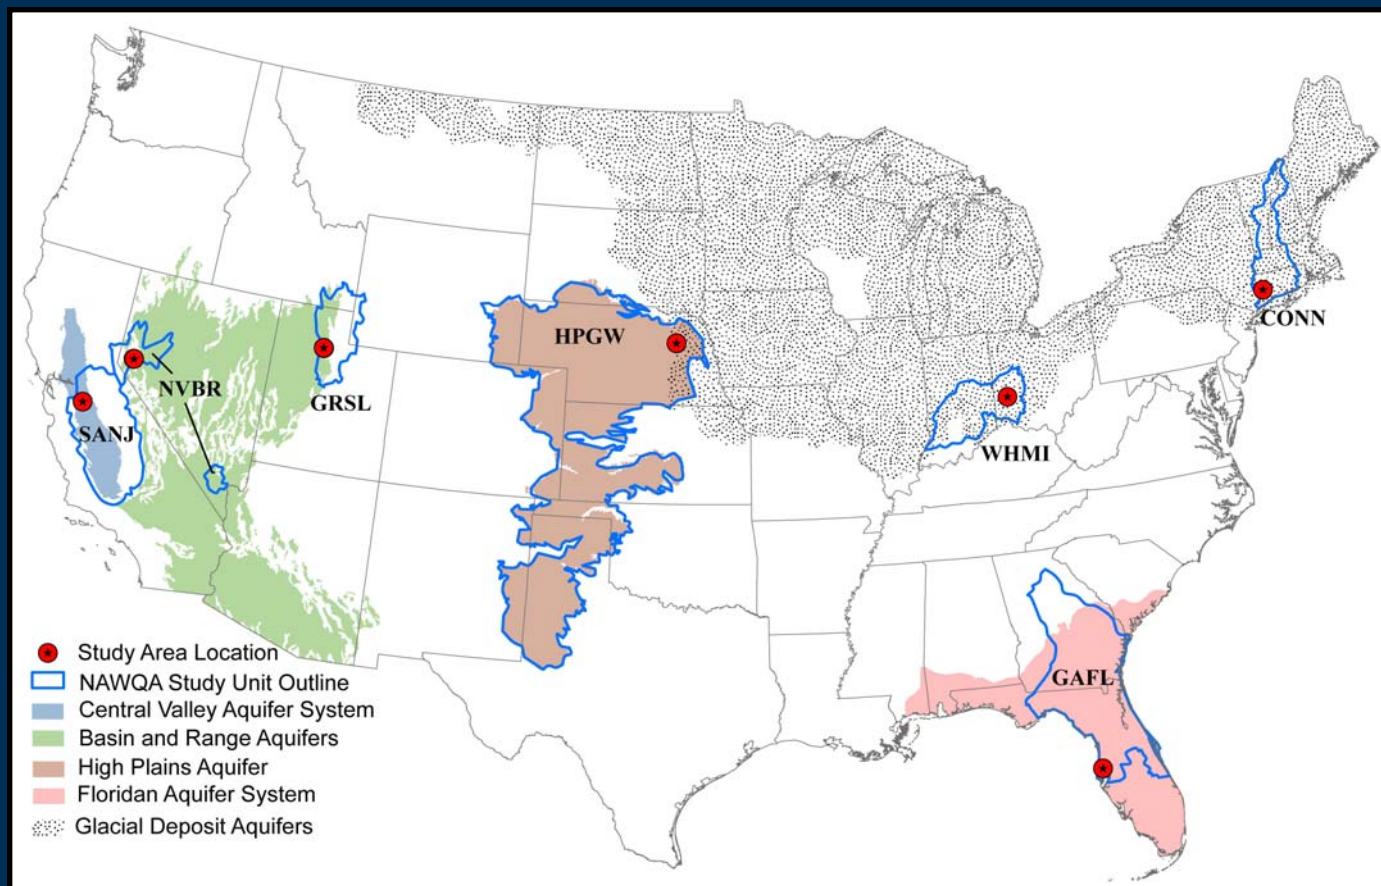 HPGW
CONN
NVBR
GRSL
SANJ
WHMI
GAFL
Study Area Location
NAWQA Study Unit Outline
Central Valley Aquifer System
Basin and Range Aquifers
High Plains Aquifer
Floridan Aquifer System
Glacial Deposit Aquifers